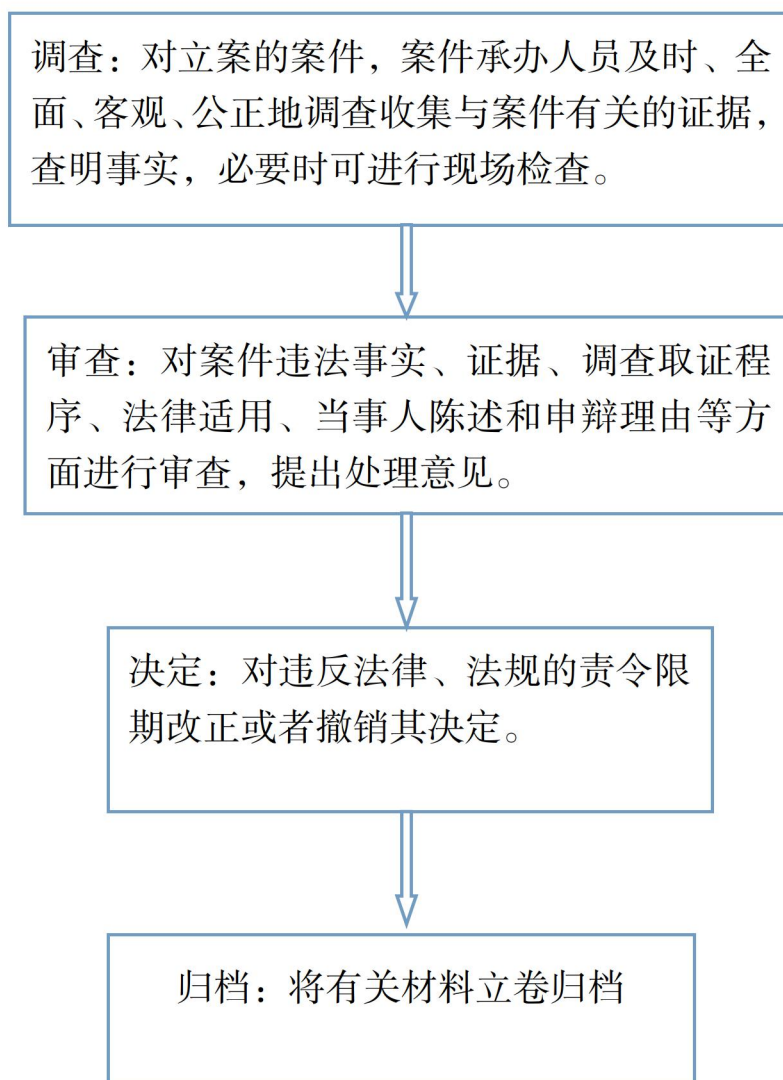 调查：对立案的案件，案件承办人员及时、全
面、客观、公正地调查收集与案件有关的证据，
查明事实，必要时可进行现场检查。
审查：对案件违法事实、证据、调查取证程
序、法律适用、当事人陈述和申辩理由等方
面进行审查，提出处理意见。
决定：对违反法律、法规的责令限
期改正或者撤销其决定。
归档：将有关材料立卷归档